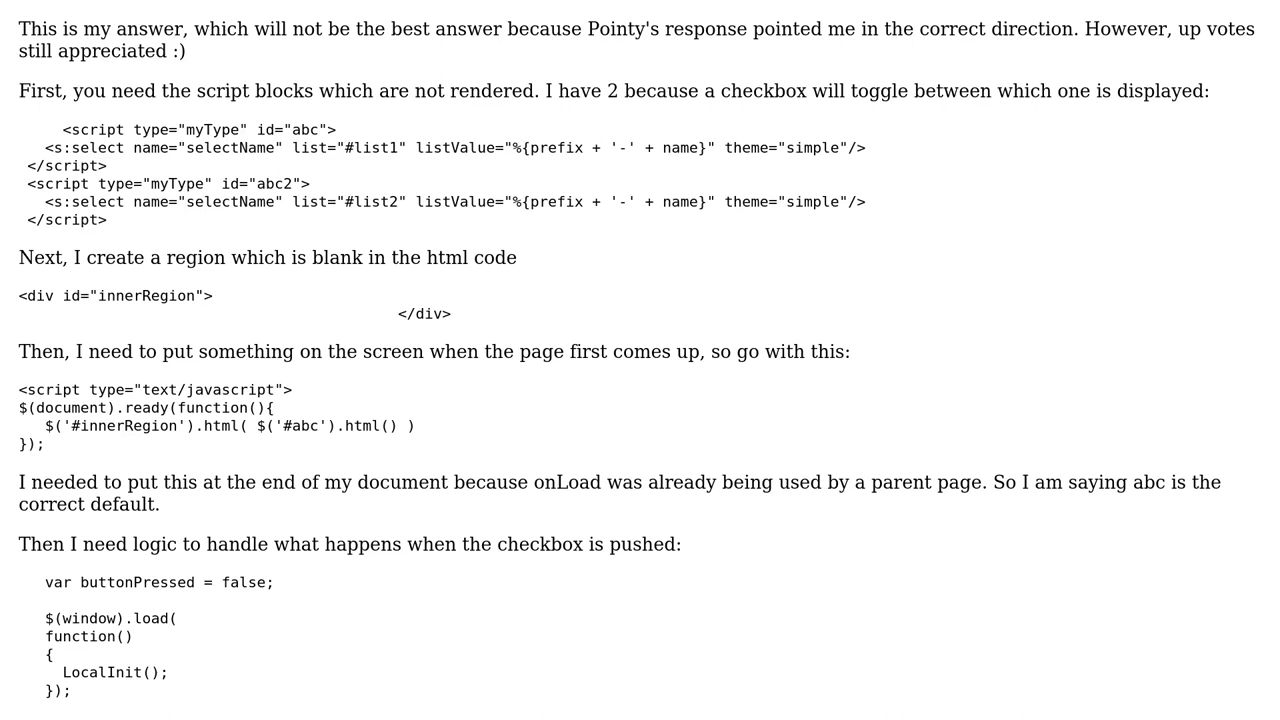 This is my answer, which will not be the best answer because Pointy's response pointed me in the correct direction. However, up votes
still appreciated :)
First, you need the script blocks which are not rendered. I have 2 because a checkbox will toggle between which one is displayed:
<script type="myType" id="abc">
<s:select name="selectName" list="#list1" listValue="%{prefix + '-' + name}" theme="simple"/>
</script>
<script type="myType" id="abc2">
<s:select name="selectName" list="#list2" listValue="%{prefix + '-' + name}" theme="simple"/>
</script>
Next, I create a region which is blank in the html code
<div id="innerRegion">
</div>
Then, I need to put something on the screen when the page first comes up, so go with this:
<script type="text/javascript">
$(document).ready(function(){
$('#innerRegion').html( $('#abc').html() )
});
I needed to put this at the end of my document because onLoad was already being used by a parent page. So I am saying abc is the
correct default.
Then I need logic to handle what happens when the checkbox is pushed:
var buttonPressed = false;
$(window).load(
function()
{
LocalInit();
});